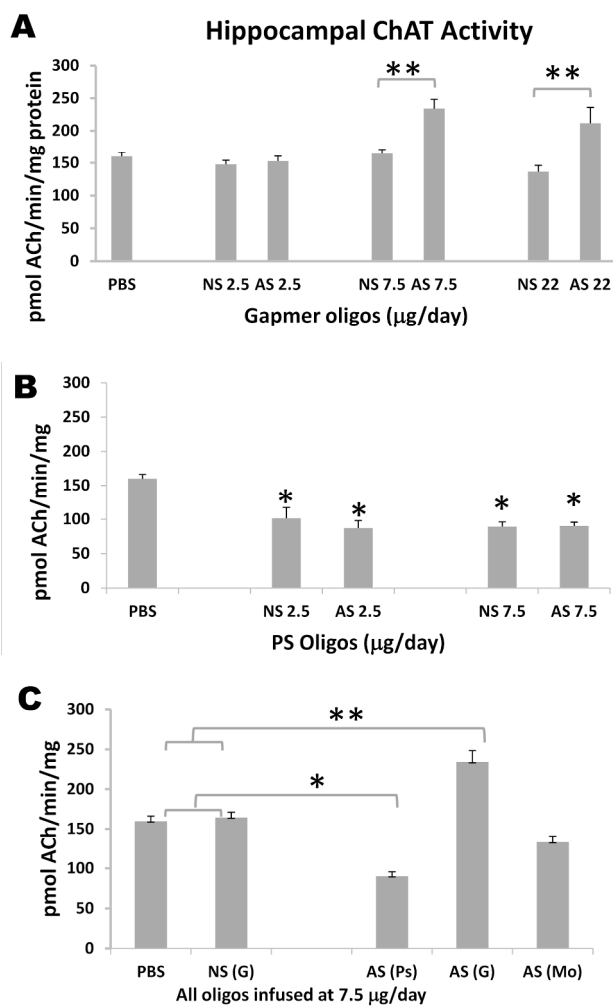 A
Hippocampal ChAT Activity
pmol ACh/min/mg protein
300
250
200
150
100
50
0
**
**
PBS
NS 2.5 AS 2.5
NS 7.5 AS 7.5
NS 22 AS 22
Gapmer oligos (µg/day)
B
pmol ACh/min/mg
300
250
200
150
100
50
0
*
*
*
*
PBS
NS 2.5
AS 2.5
NS 7.5
AS 7.5
PS Oligos (µg/day)
C
pmol ACh/min/mg
300
250
200
150
100
50
0
**
*
PBS
NS (G)
AS (Ps)
AS (G)
AS (Mo)
All oligos infused at 7.5 µg/day